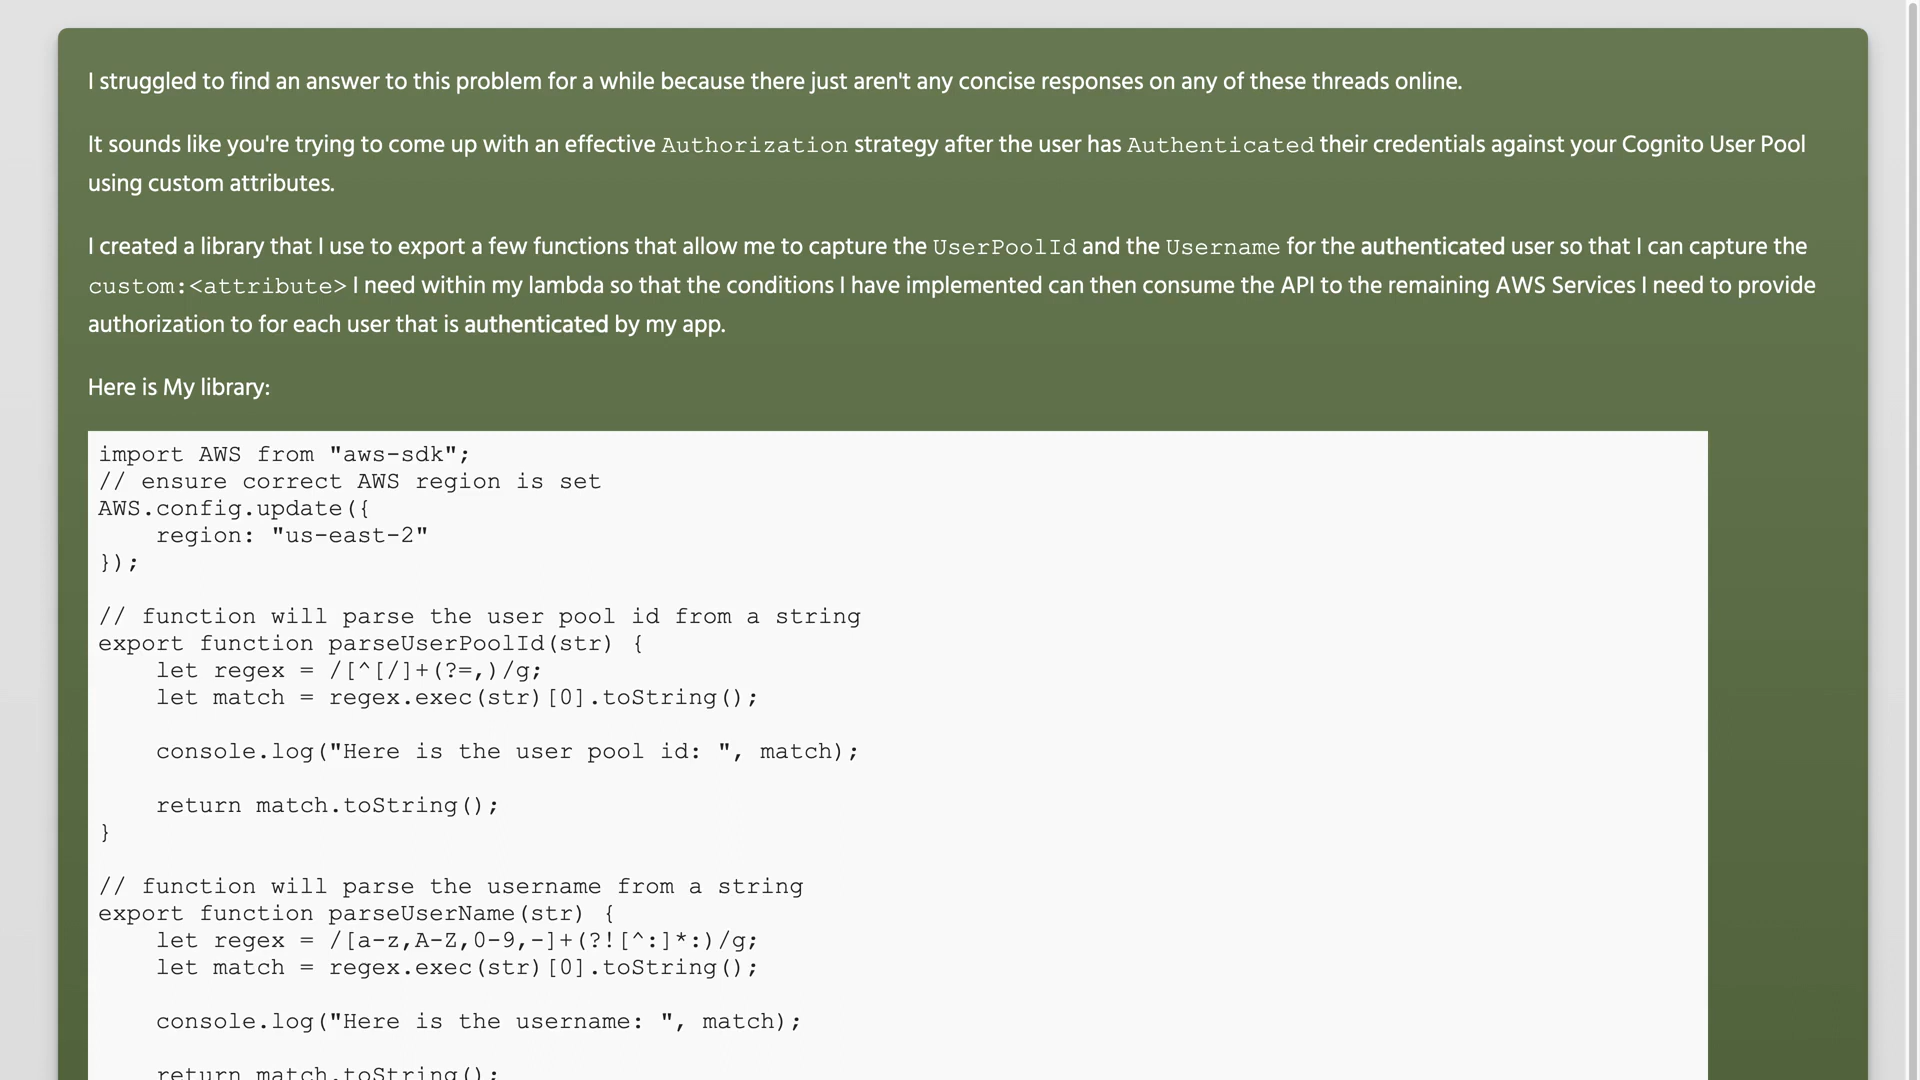 I struggled to find an answer to this problem for a while because there just aren't any concise responses on any of these threads online.
It sounds like you're trying to come up with an effective Authorization strategy after the user has Authenticated their credentials against your Cognito User Pool
using custom attributes.
I created a library that I use to export a few functions that allow me to capture the UserPoolId and the Username for the authenticated user so that I can capture the
custom:<attribute> I need within my lambda so that the conditions I have implemented can then consume the API to the remaining AWS Services I need to provide
authorization to for each user that is authenticated by my app.
Here is My library:
import AWS from "aws-sdk";
// ensure correct AWS region is set
AWS.config.update({
    region: "us-east-2"
});
// function will parse the user pool id from a string
export function parseUserPoolId(str) {
    let regex = /[^[/]+(?=,)/g;
    let match = regex.exec(str)[0].toString();
    console.log("Here is the user pool id: ", match);
    return match.toString();
}
// function will parse the username from a string
export function parseUserName(str) {
    let regex = /[a-z,A-Z,0-9,-]+(?![^:]*:)/g;
    let match = regex.exec(str)[0].toString();
    console.log("Here is the username: ", match);
    return match.toString();